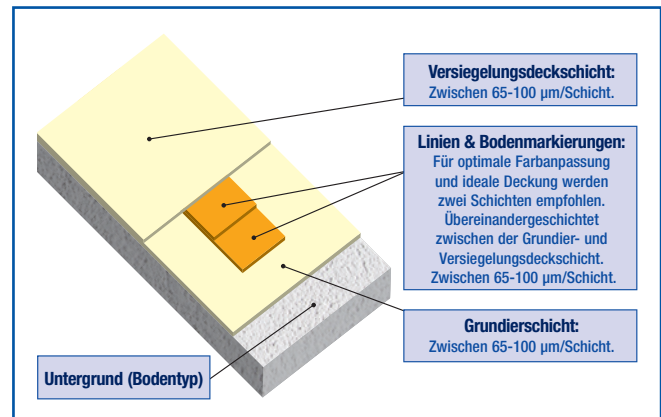 Versiegelungsdeckschicht:
Zwischen 65-100 µm/Schicht.
Linien & Bodenmarkierungen:
Für optimale Farbanpassung
und ideale Deckung werden
zwei Schichten empfohlen.
Übereinandergeschichtet
zwischen der Grundier- und
Versiegelungsdeckschicht.
Zwischen 65-100 µm/Schicht.
Grundierschicht:
Zwischen 65-100 µm/Schicht.
Untergrund (Bodentyp)